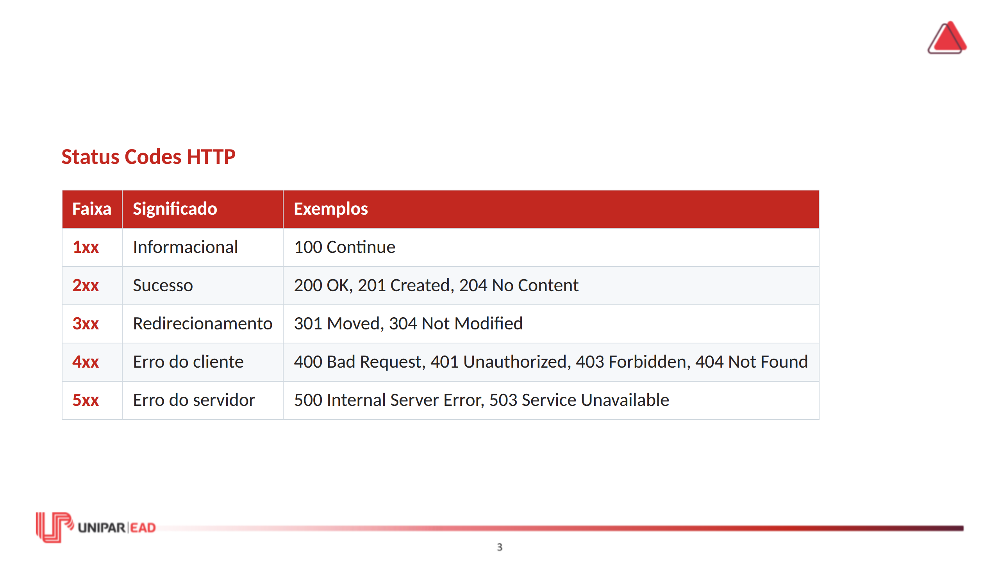 Status Codes HTTP
Faixa Significado Exemplos
1xx Informacional 100 Continue
2xx Sucesso 200 OK, 201 Created, 204 No Content
3xx Redirecionamento 301 Moved, 304 Not Modified
4xx Erro do cliente 400 Bad Request, 401 Unauthorized, 403 Forbidden, 404 Not Found
5xx Erro do servidor 500 Internal Server Error, 503 Service Unavailable
UNIPAR|EAD
3